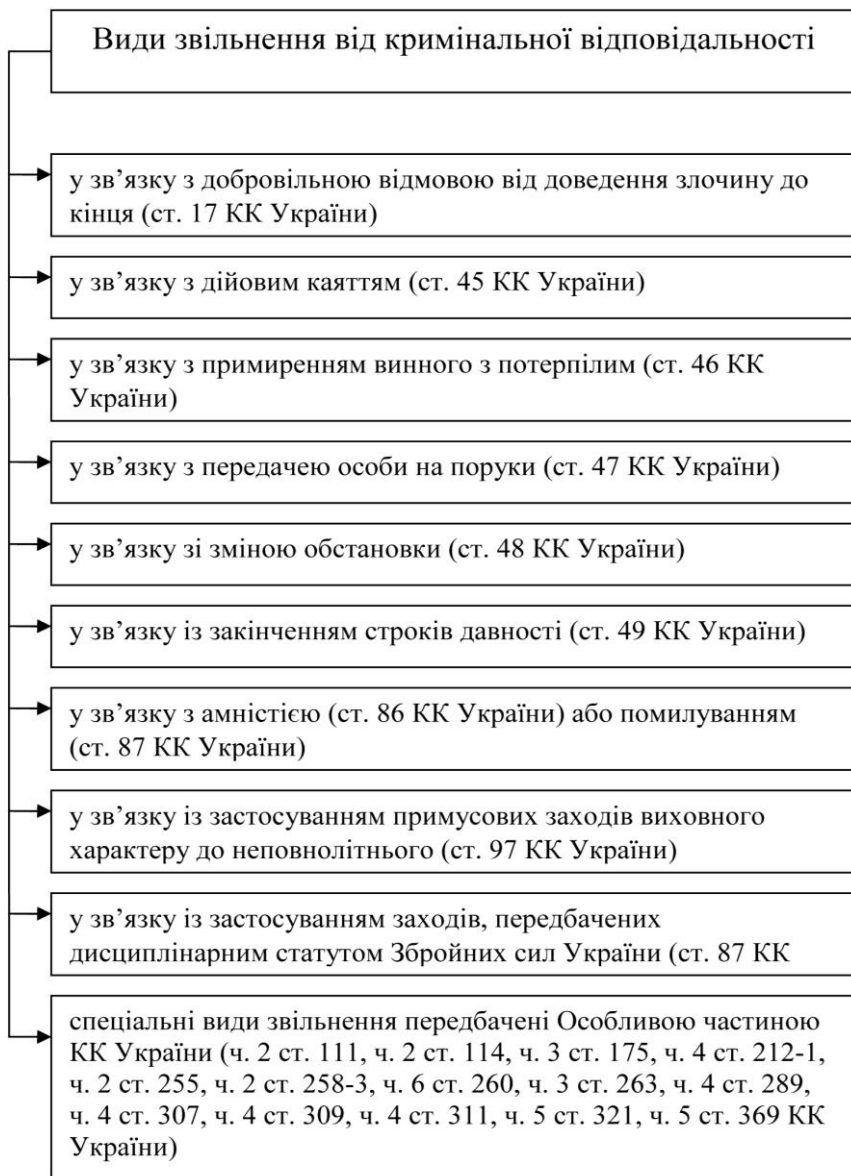 Види звільнення від кримінальної відповідальності
у зв’язку з добровільною відмовою від доведення злочину до
кінця (ст. 17 КК України)
у зв’язку з дійовим каяттям (ст. 45 КК України)
у зв’язку з примиренням винного з потерпілим (ст. 46 КК
України)
у зв’язку з передачею особи на поруки (ст. 47 КК України)
у зв’язку зі зміною обстановки (ст. 48 КК України)
у зв’язку із закінченням строків давності (ст. 49 КК України)
у зв’язку з амністією (ст. 86 КК України) або помилуванням
(ст. 87 КК України)
у зв’язку із застосуванням примусових заходів виховного
характеру до неповнолітнього (ст. 97 КК України)
у зв’язку із застосуванням заходів, передбачених
дисциплінарним статутом Збройних сил України (ст. 87 КК
спеціальні види звільнення передбачені Особливою частиною
КК України (ч. 2 ст. 111, ч. 2 ст. 114, ч. 3 ст. 175, ч. 4 ст. 212-1,
ч. 2 ст. 255, ч. 2 ст. 258-3, ч. 6 ст. 260, ч. 3 ст. 263, ч. 4 ст. 289,
ч. 4 ст. 307, ч. 4 ст. 309, ч. 4 ст. 311, ч. 5 ст. 321, ч. 5 ст. 369 КК
України)